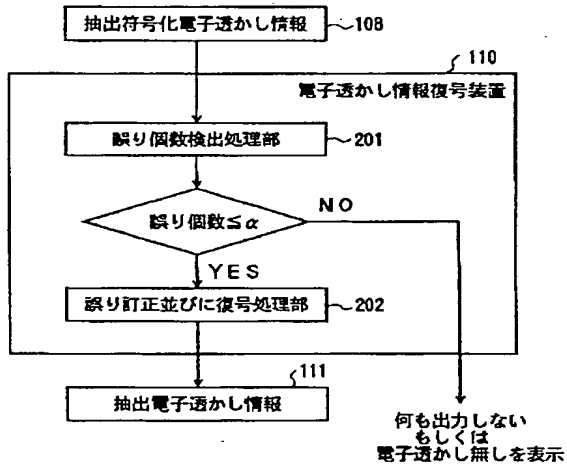 抽出符号化電子透かし情報
108
110
電子透かし情報復号装置
誤り個数検出処理部
201
誤り個数≦α
NO
YES
誤り訂正並びに復号処理部
202
111
抽出電子透かし情報
何も出力しない
もしくは
電子透かし無しを表示